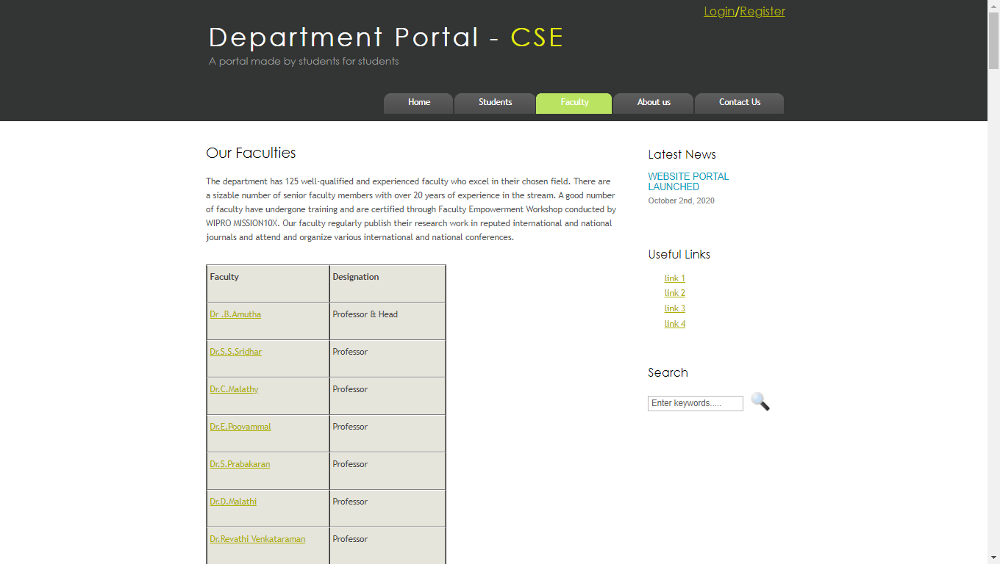 Login/Register
Department Portal - CSE
A portal made by students for students
Home Students Faculty About us Contact Us
Our Faculties
The department has 125 well-qualified and experienced faculty who excel in their chosen field. There are
a sizable number of senior faculty members with over 20 years of experience in the stream. A good number
of faculty have undergone training and are certified through Faculty Empowerment Workshop conducted by
WIPRO MISSION10X. Our faculty regularly publish their research work in reputed international and national
journals and attend and organize various international and national conferences.
Faculty Designation
Dr .B.Amutha Professor & Head
Dr.S.S.Sridhar Professor
Dr.C.Malathy Professor
Dr.E.Poovammal Professor
Dr.S.Prabakaran Professor
Dr.D.Malathi Professor
Dr.Revathi Venkataraman Professor
Latest News
WEBSITE PORTAL
LAUNCHED
October 2nd, 2020
Useful Links
link 1
link 2
link 3
link 4
Search
Enter keywords.....